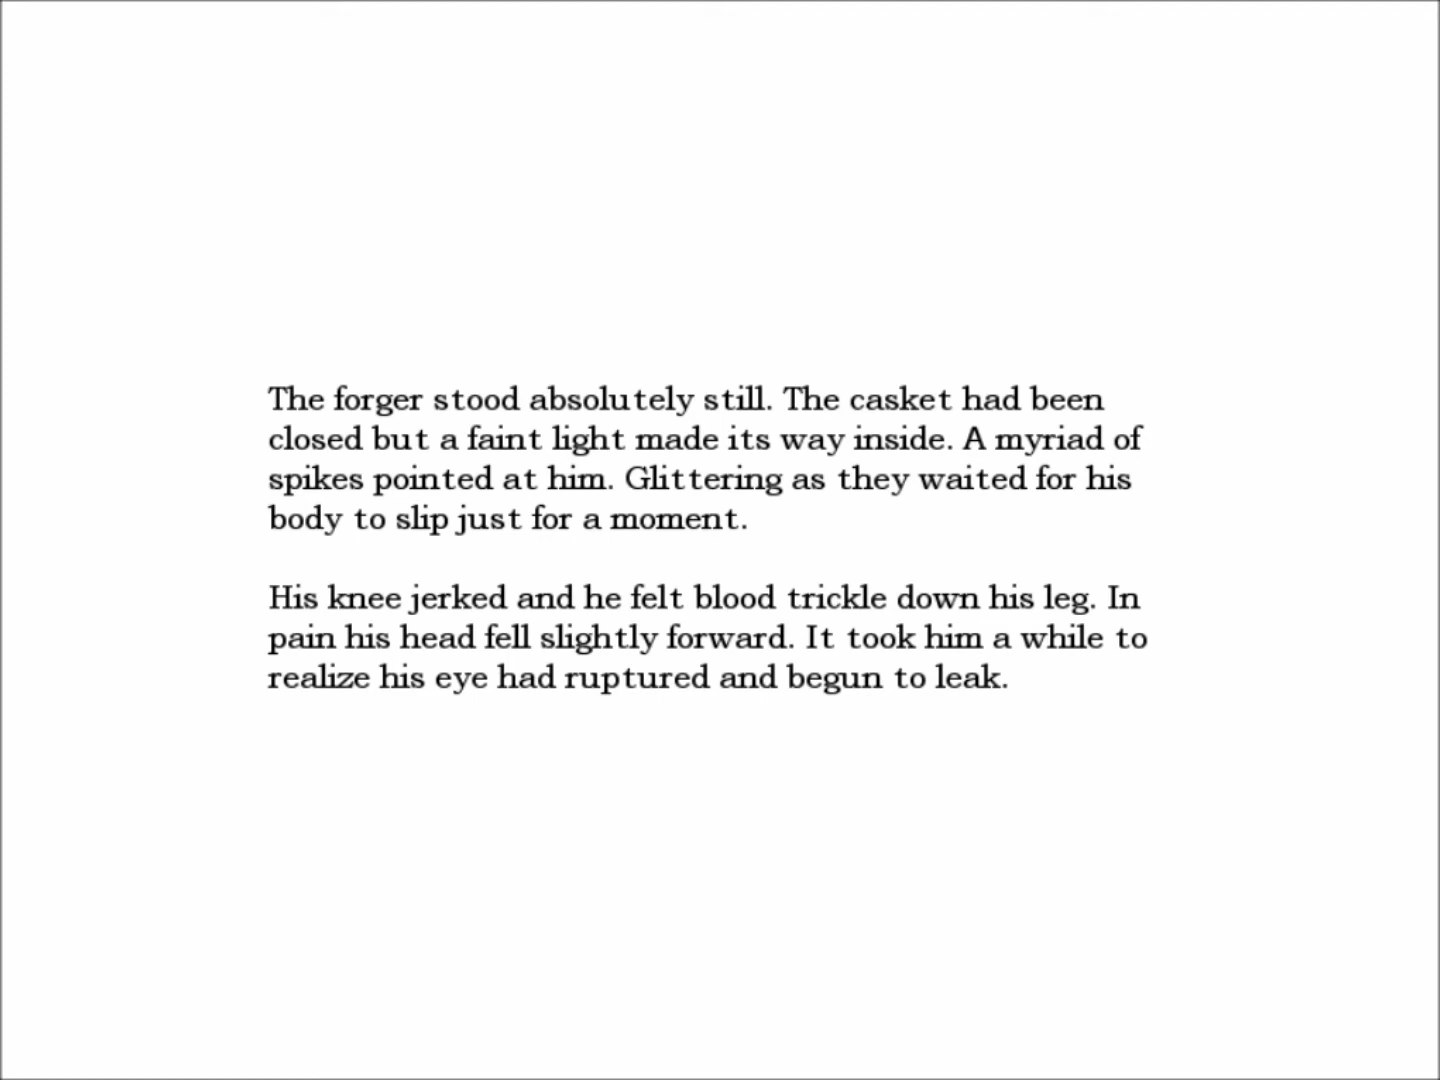 The forger stood absolutely still. The casket had been
closed but a faint light made its way inside. A myriad of
spikes pointed at him. Glittering as they waited for his
body to slip just for a moment.
His knee jerked and he felt blood trickle down his leg. In
pain his head fell slightly forward. It took him a while to
realize his eye had ruptured and begun to leak.